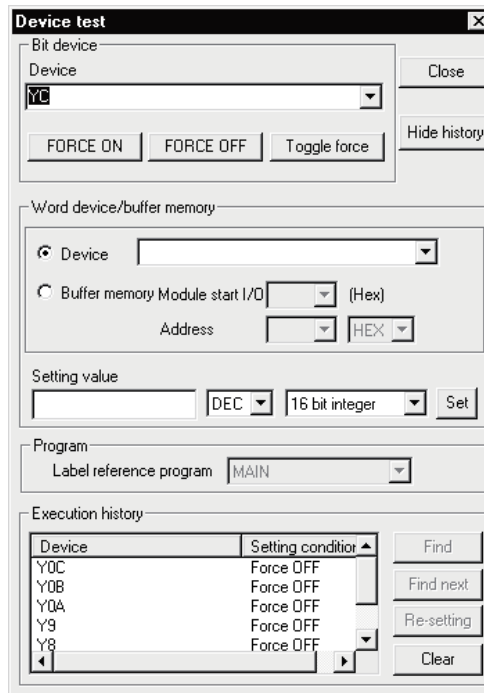 Device test
Bit device
Device
Close
YC
Hide history
FORCE ON FORCE OFF Toggle force
Word device/buffer memory
Device
Buffer memory Module start I/O (Hex)
Address HEX
Setting value
DEC 16 bit integer Set
Program
Label reference program MAIN
Execution history
Device Setting condition Find
Y0C Force OFF
Y0B Force OFF Find next
Y0A Force OFF
Y9 Force OFF Re-setting
Y8 Force OFF
Clear